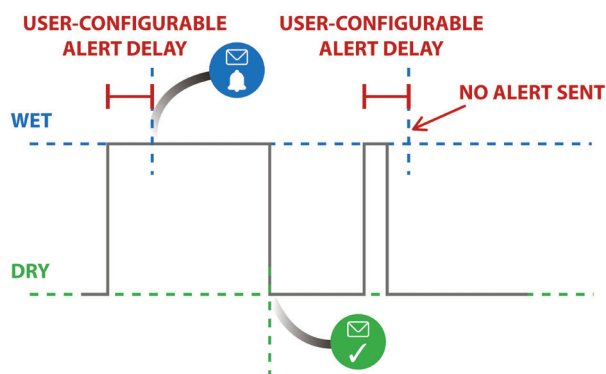 USER-CONFIGURABLE
ALERT DELAY
USER-CONFIGURABLE
ALERT DELAY
NO ALERT SENT
WET
DRY